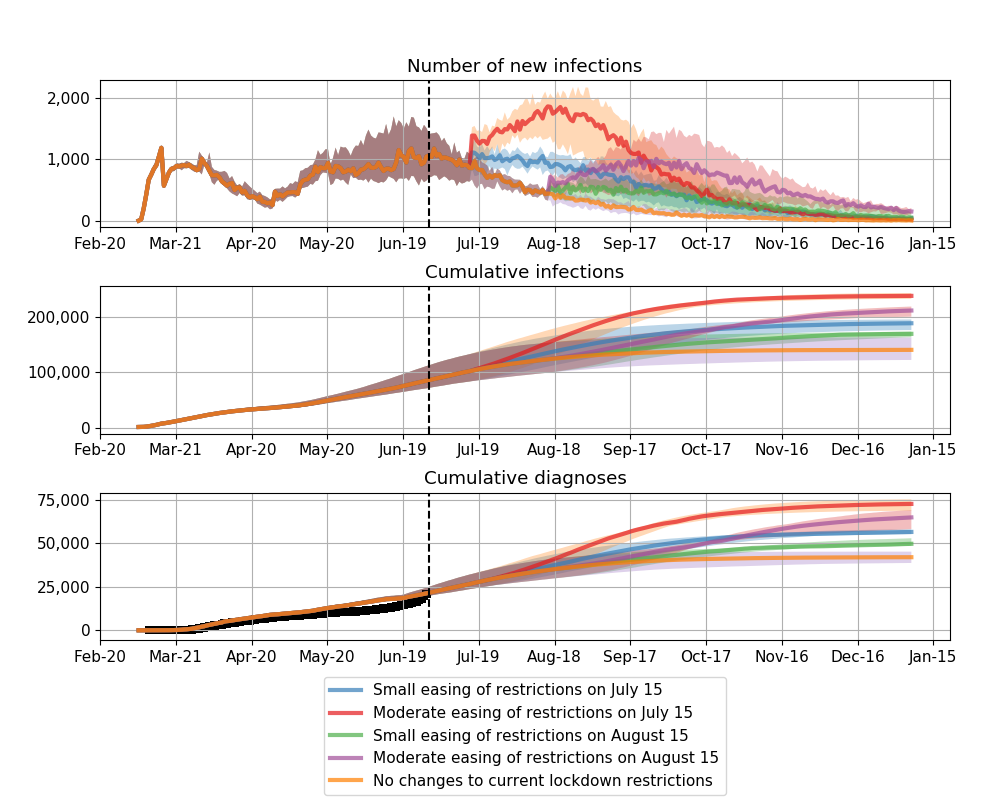 Number of new infections
2,000
1,000
0
Feb-20 Mar-21 Apr-20 May-20 Jun-19 Jul-19 Aug-18 Sep-17 Oct-17 Nov-16 Dec-16 Jan-15
Cumulative infections
200,000
100,000
0
Feb-20 Mar-21 Apr-20 May-20 Jun-19 Jul-19 Aug-18 Sep-17 Oct-17 Nov-16 Dec-16 Jan-15
Cumulative diagnoses
75,000
50,000
25,000
0
Feb-20 Mar-21 Apr-20 May-20 Jun-19 Jul-19 Aug-18 Sep-17 Oct-17 Nov-16 Dec-16 Jan-15
Small easing of restrictions on July 15
Moderate easing of restrictions on July 15
Small easing of restrictions on August 15
Moderate easing of restrictions on August 15
No changes to current lockdown restrictions